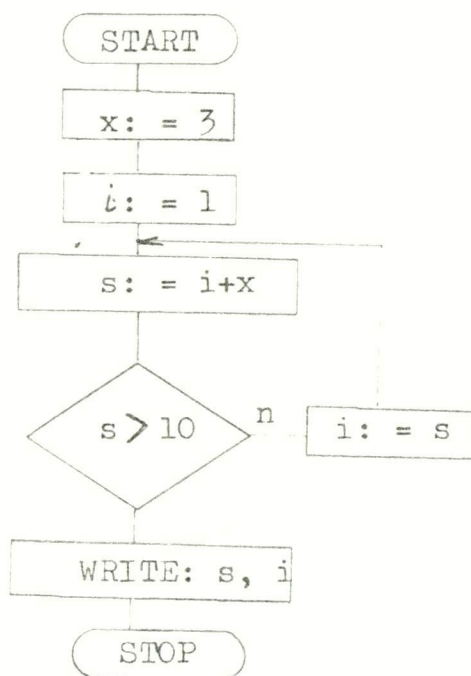 START
x: = 3
i: = 1
s: = i+x
s > 10
n
i: = s
WRITE: s, i
STOP